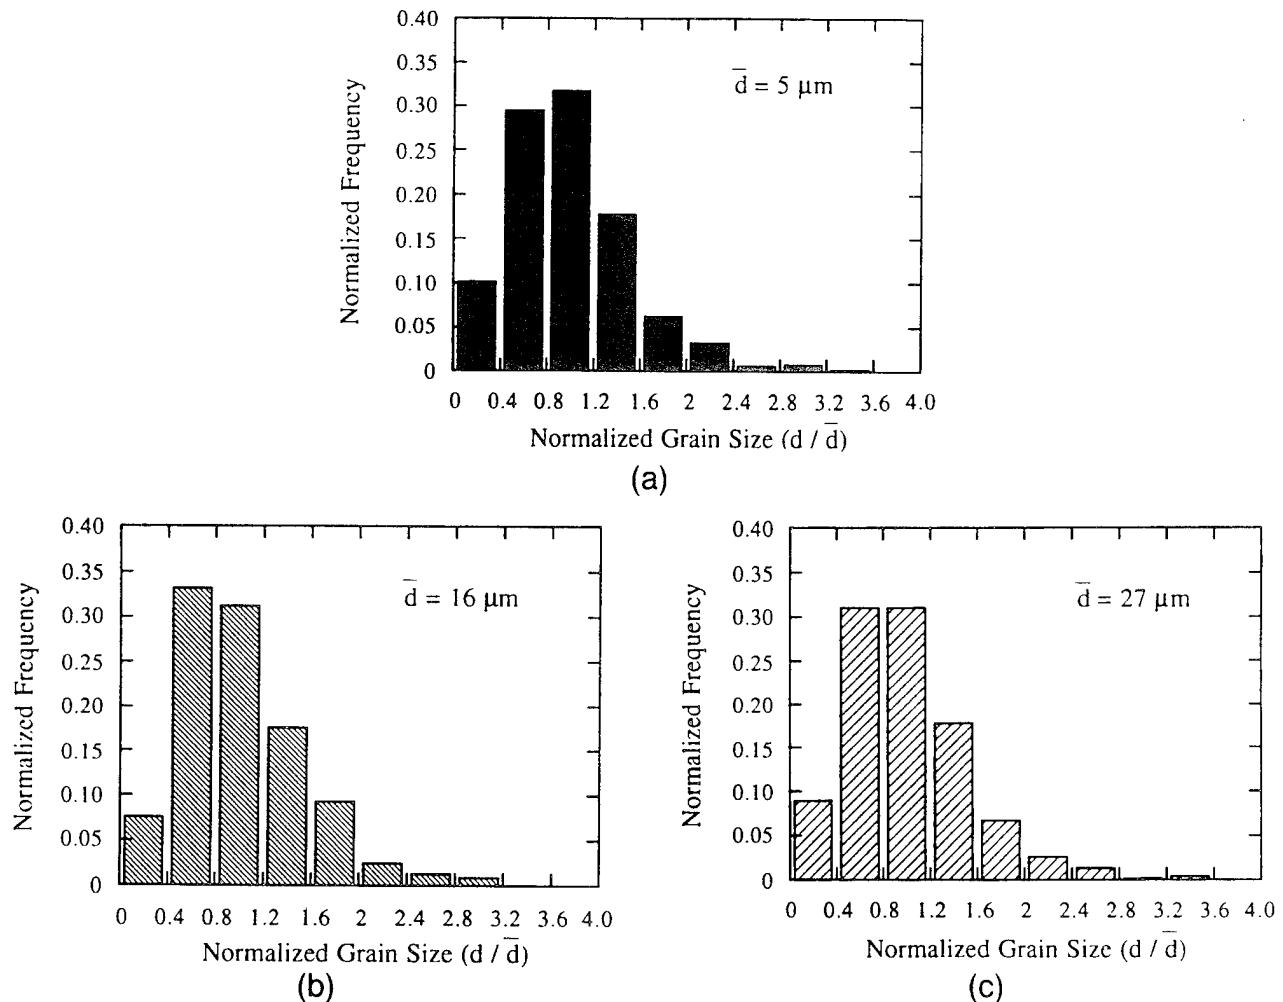 0.40
0.35
0.30
0.25
0.20
0.15
0.10
0.05
0
Normalized Frequency
d̅ = 5 μm
0 0.4 0.8 1.2 1.6 2 2.4 2.8 3.2 3.6 4.0
Normalized Grain Size (d / d̅)
(a)
0.40
0.35
0.30
0.25
0.20
0.15
0.10
0.05
0
Normalized Frequency
d̅ = 16 μm
0 0.4 0.8 1.2 1.6 2 2.4 2.8 3.2 3.6 4.0
Normalized Grain Size (d / d̅)
(b)
0.40
0.35
0.30
0.25
0.20
0.15
0.10
0.05
0
Normalized Frequency
d̅ = 27 μm
0 0.4 0.8 1.2 1.6 2 2.4 2.8 3.2 3.6 4.0
Normalized Grain Size (d / d̅)
(c)